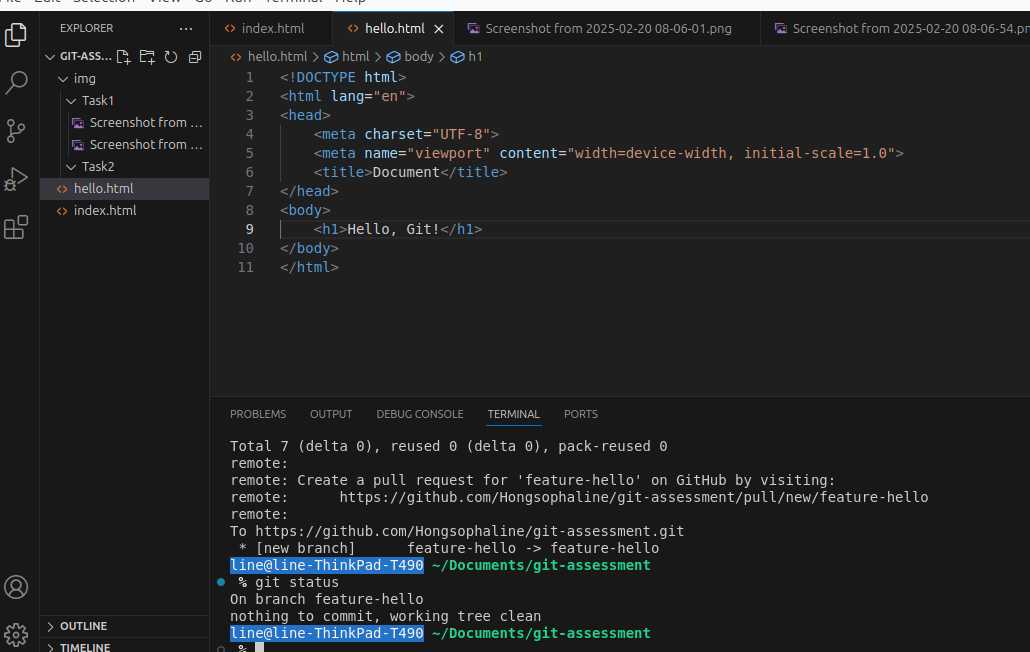 File Edit Selection View Go Run Terminal Help
EXPLORER ...
index.html hello.html Screenshot from 2025-02-20 08-06-01.png Screenshot from 2025-02-20 08-06-54.pn
GIT-ASS...
hello.html > html > body > h1
img
Task1
Screenshot from ...
Screenshot from ...
Task2
hello.html
index.html
1 <!DOCTYPE html>
2 <html lang="en">
3 <head>
4     <meta charset="UTF-8">
5     <meta name="viewport" content="width=device-width, initial-scale=1.0">
6     <title>Document</title>
7 </head>
8 <body>
9     <h1>Hello, Git!</h1>
10 </body>
11 </html>
PROBLEMS OUTPUT DEBUG CONSOLE TERMINAL PORTS
Total 7 (delta 0), reused 0 (delta 0), pack-reused 0
remote:
remote: Create a pull request for 'feature-hello' on GitHub by visiting:
remote:      https://github.com/Hongsophaline/git-assessment/pull/new/feature-hello
remote:
To https://github.com/Hongsophaline/git-assessment.git
 * [new branch]      feature-hello -> feature-hello
line@line-ThinkPad-T490 ~/Documents/git-assessment
% git status
On branch feature-hello
nothing to commit, working tree clean
line@line-ThinkPad-T490 ~/Documents/git-assessment
%
OUTLINE
TIMELINE